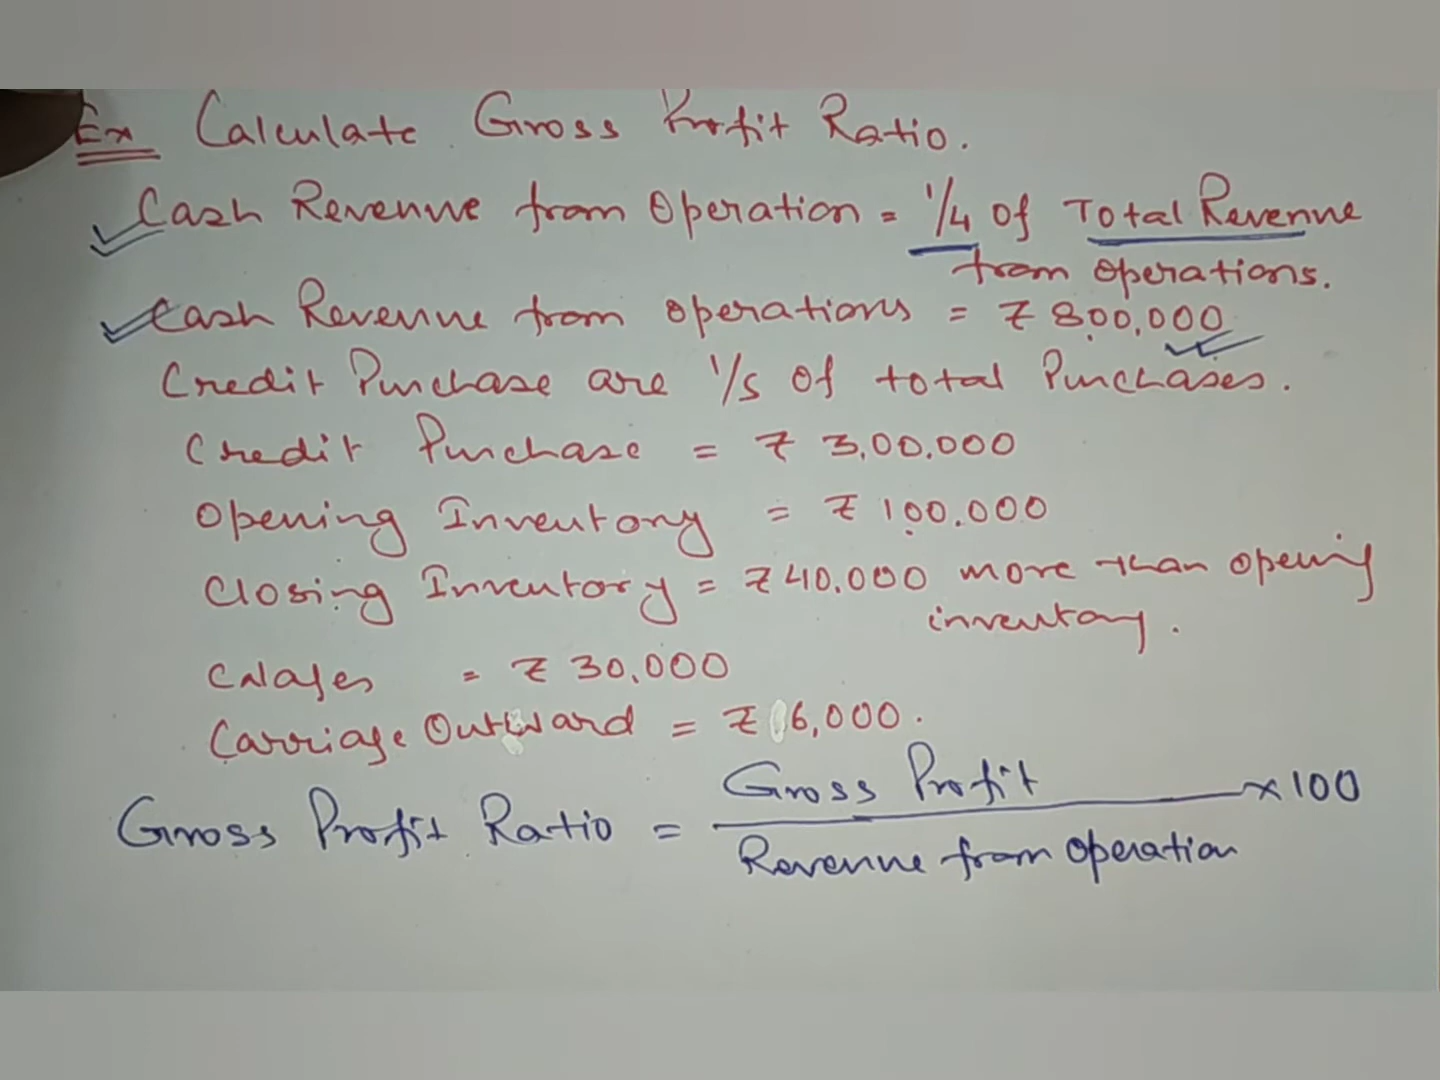 Ex Calculate Gross Profit Ratio.
Cash Revenue from Operation = 1/4 of Total Revenue
from operations.
Cash Revenue from operations = ₹ 800,000
Credit Purchase are 1/5 of total Purchases.
Credit Purchase = ₹ 3,00,000
Opening Inventory = ₹ 100,000
Closing Inventory = ₹ 40,000 more than opening
inventory.
= ₹ 30,000
Carriage Outward = ₹ 6,000.
Gross Profit Ratio = Gross Profit × 100
Revenue from operation